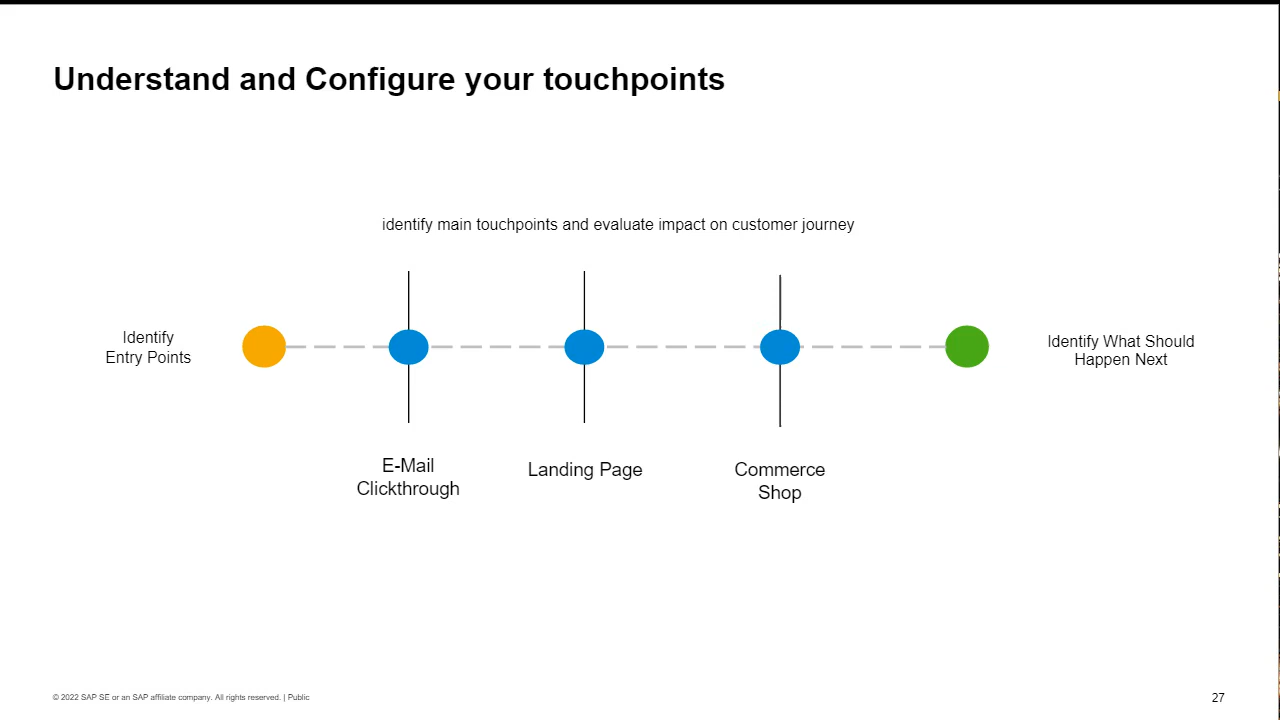 Understand and Configure your touchpoints
identify main touchpoints and evaluate impact on customer journey
Identify
Entry Points
Identify What Should
Happen Next
E-Mail
Clickthrough
Landing Page
Commerce
Shop
© 2022 SAP SE or an SAP affiliate company. All rights reserved. | Public
27